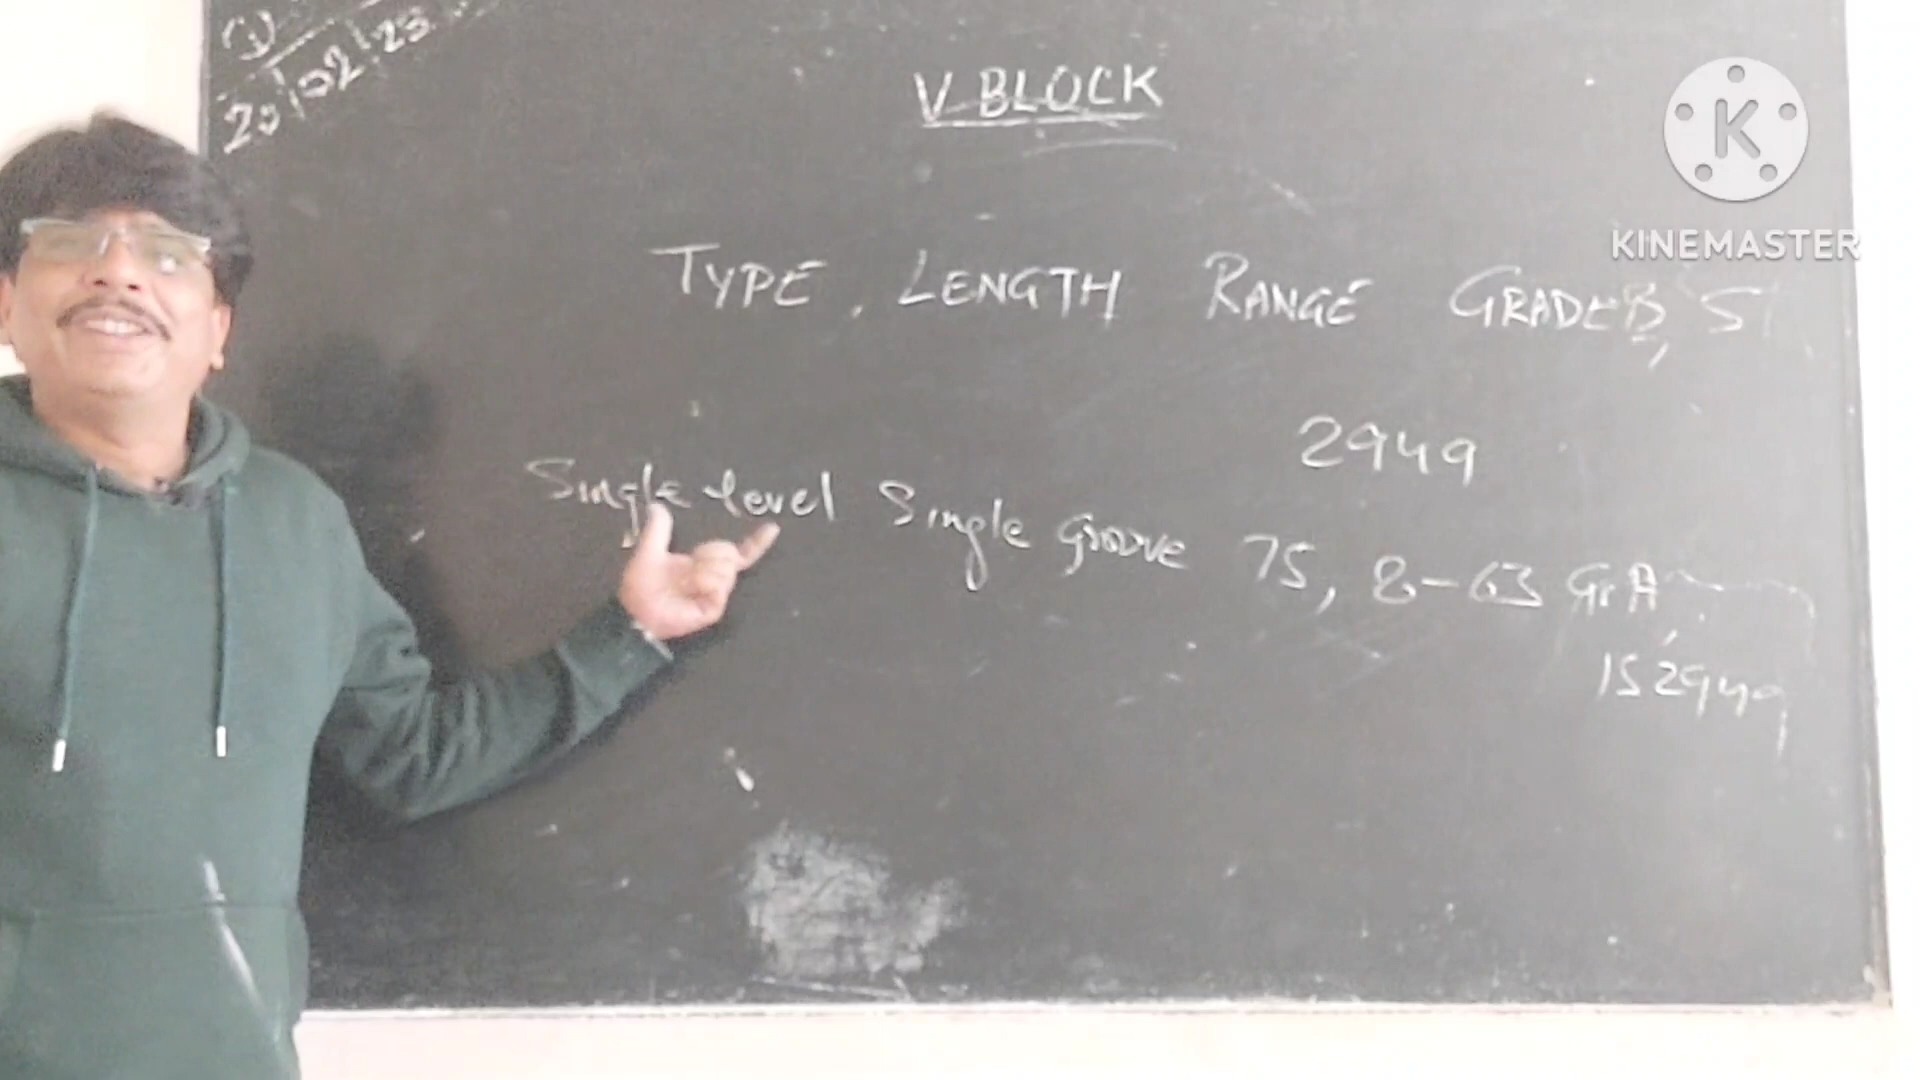 20/02/23
V BLOCK
K
KINEMASTER
TYPE, LENGTH RANGE GRADE
2949
Single level Single Groove 75, 8-63 Gr A
IS 2949